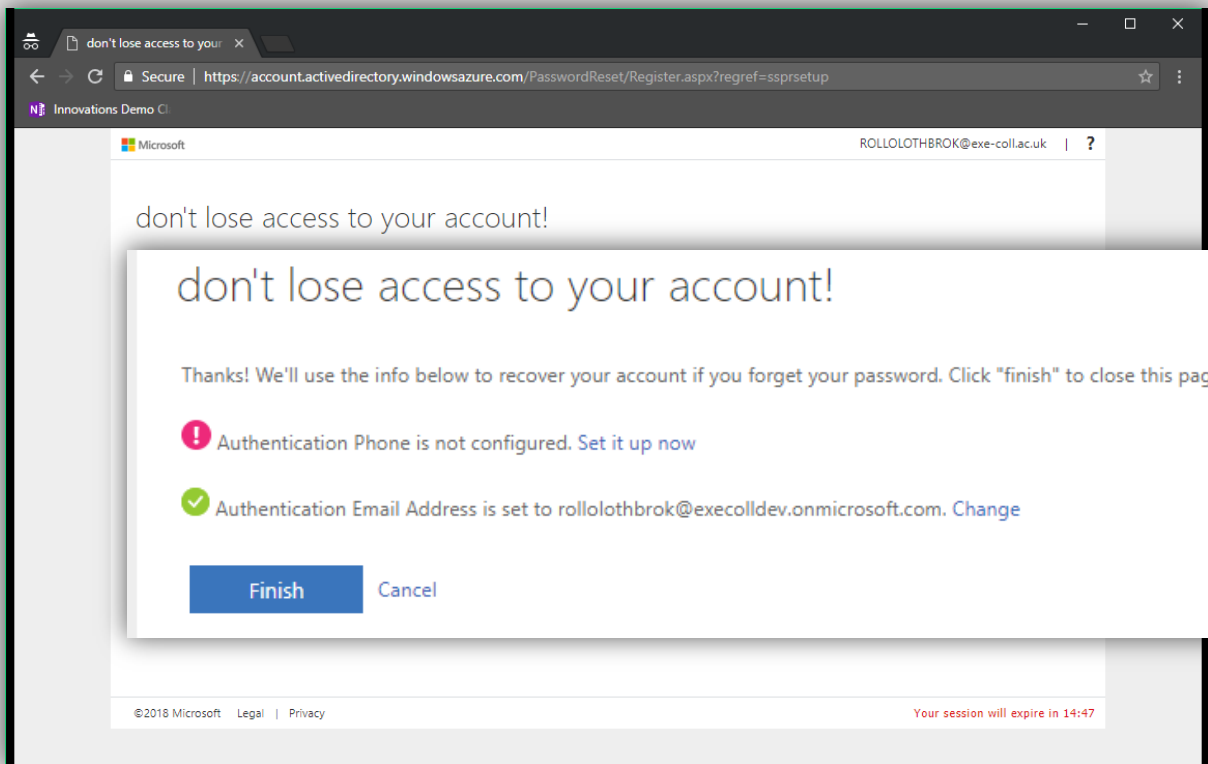 don't lose access to your
Secure | https://account.activedirectory.windowsazure.com/PasswordReset/Register.aspx?regref=ssprsetup
N Innovations Demo Cl
Microsoft
ROLLOLOTHBROK@exe-coll.ac.uk | ?
don't lose access to your account!
don't lose access to your account!
Thanks! We'll use the info below to recover your account if you forget your password. Click "finish" to close this pag
! Authentication Phone is not configured. Set it up now
Authentication Email Address is set to rollolothbrok@execolldev.onmicrosoft.com. Change
Finish Cancel
©2018 Microsoft Legal | Privacy
Your session will expire in 14:47